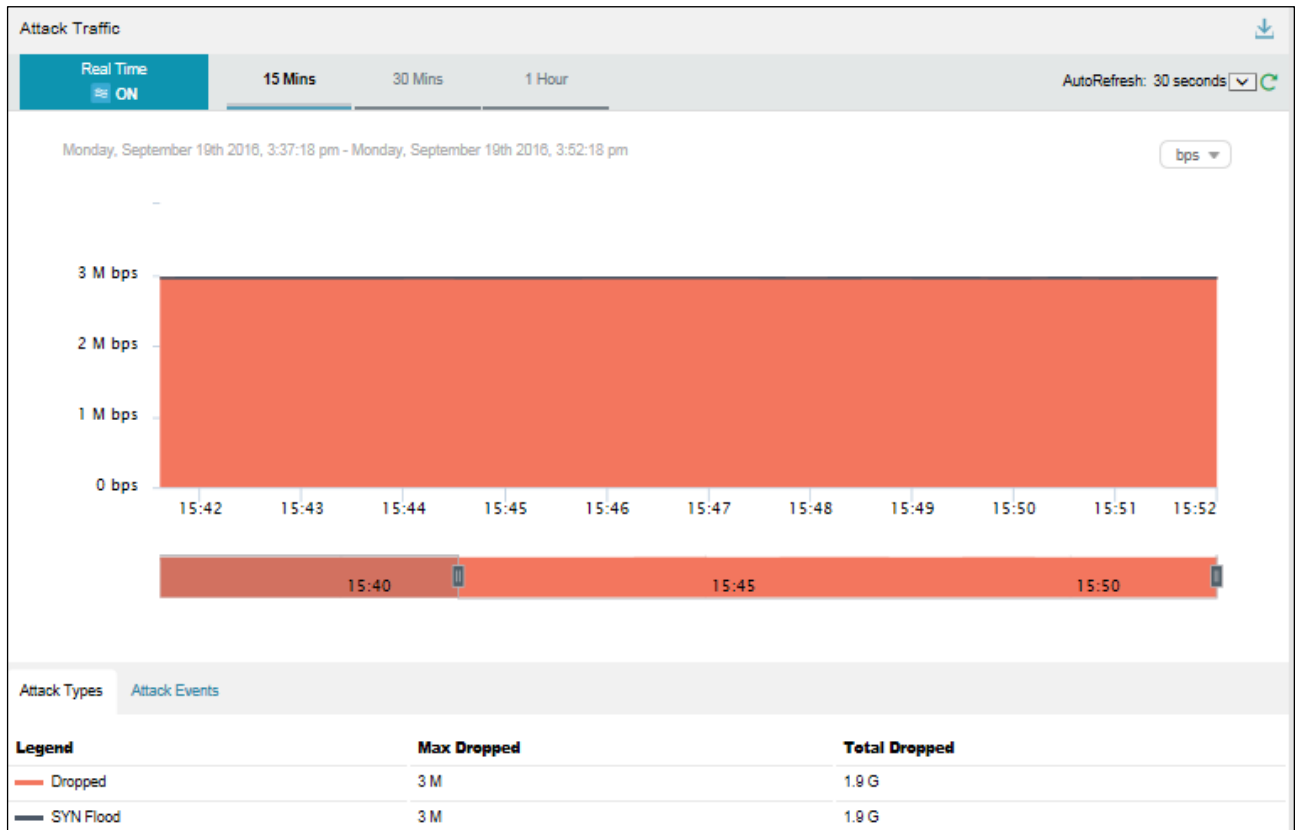 Attack Traffic
Real Time
ON
15 Mins
30 Mins
1 Hour
AutoRefresh: 30 seconds
Monday, September 19th 2016, 3:37:18 pm - Monday, September 19th 2016, 3:52:18 pm
bps
3 M bps
2 M bps
1 M bps
0 bps
15:42 15:43 15:44 15:45 15:46 15:47 15:48 15:49 15:50 15:51 15:52
15:40 15:45 15:50
Attack Types Attack Events
Legend Max Dropped Total Dropped
Dropped 3 M 1.9 G
SYN Flood 3 M 1.9 G